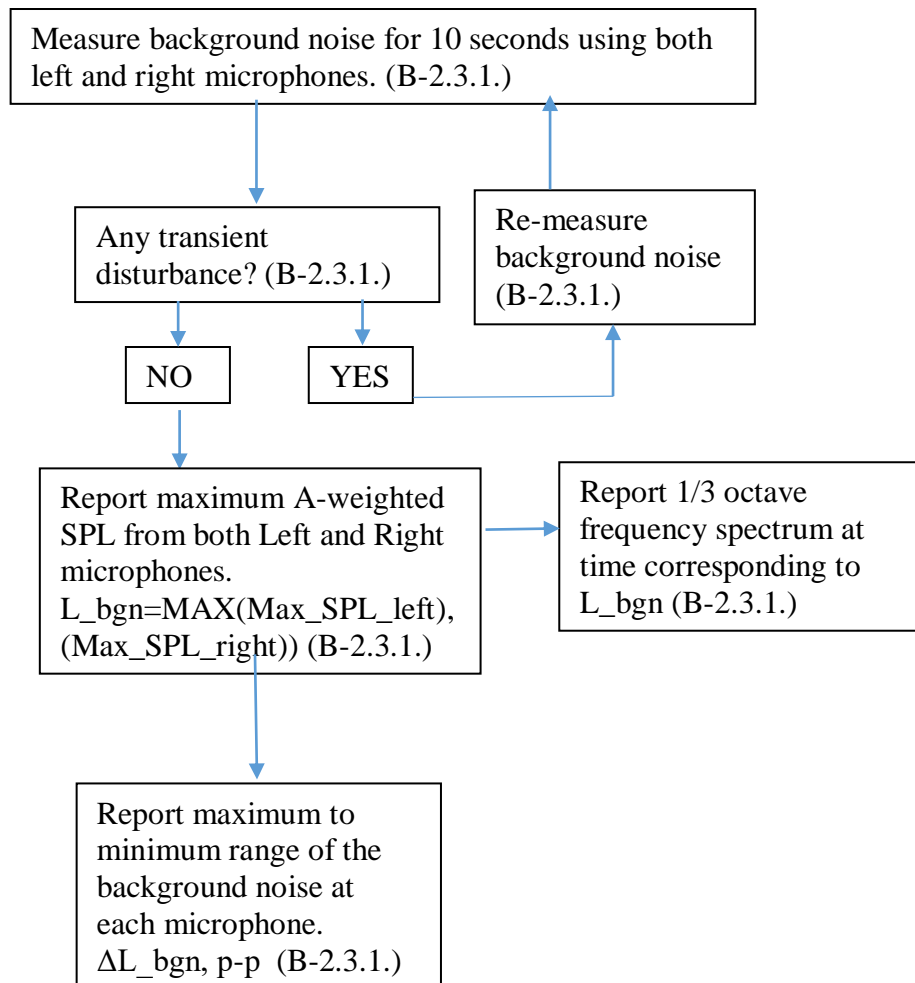 Measure background noise for 10 seconds using both
left and right microphones. (B-2.3.1.)
Any transient
disturbance? (B-2.3.1.)
Re-measure
background noise
(B-2.3.1.)
NO
YES
Report maximum A-weighted
SPL from both Left and Right
microphones.
L_bgn=MAX(Max_SPL_left),
(Max_SPL_right)) (B-2.3.1.)
Report 1/3 octave
frequency spectrum at
time corresponding to
L_bgn (B-2.3.1.)
Report maximum to
minimum range of the
background noise at
each microphone.
ΔL_bgn, p-p (B-2.3.1.)